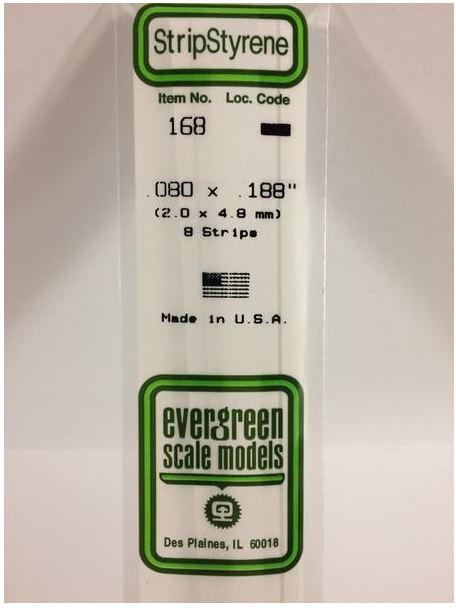 StripStyrene
Item No. Loc. Code
168
.080 x .188"
(2.0 x 4.8 mm)
8 Strips
Made in U.S.A.
evergreen
scale models
Des Plaines, IL 60018